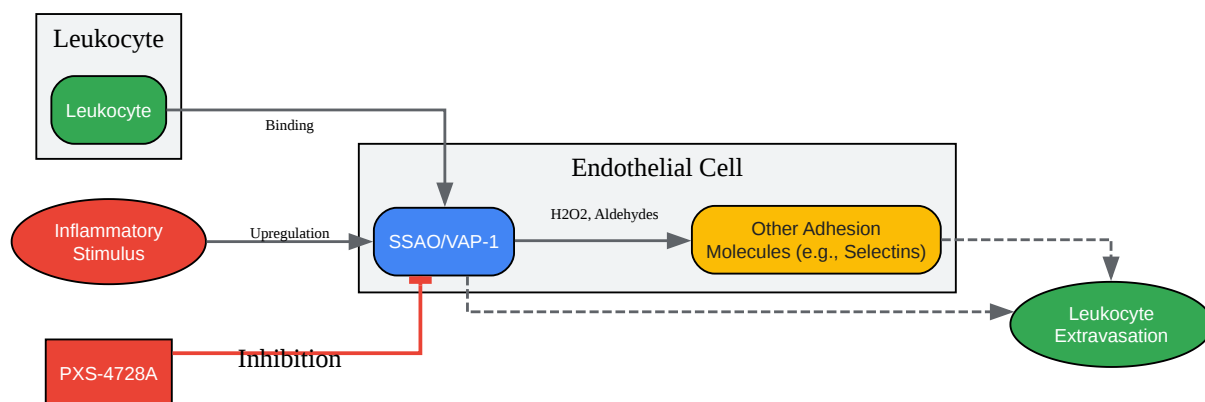 Leukocyte
Leukocyte
Binding
Endothelial Cell
Inflammatory
Stimulus
Upregulation
SSAO/VAP-1
H2O2, Aldehydes
Other Adhesion
Molecules (e.g., Selectins)
Leukocyte
Extravasation
PXS-4728A
Inhibition